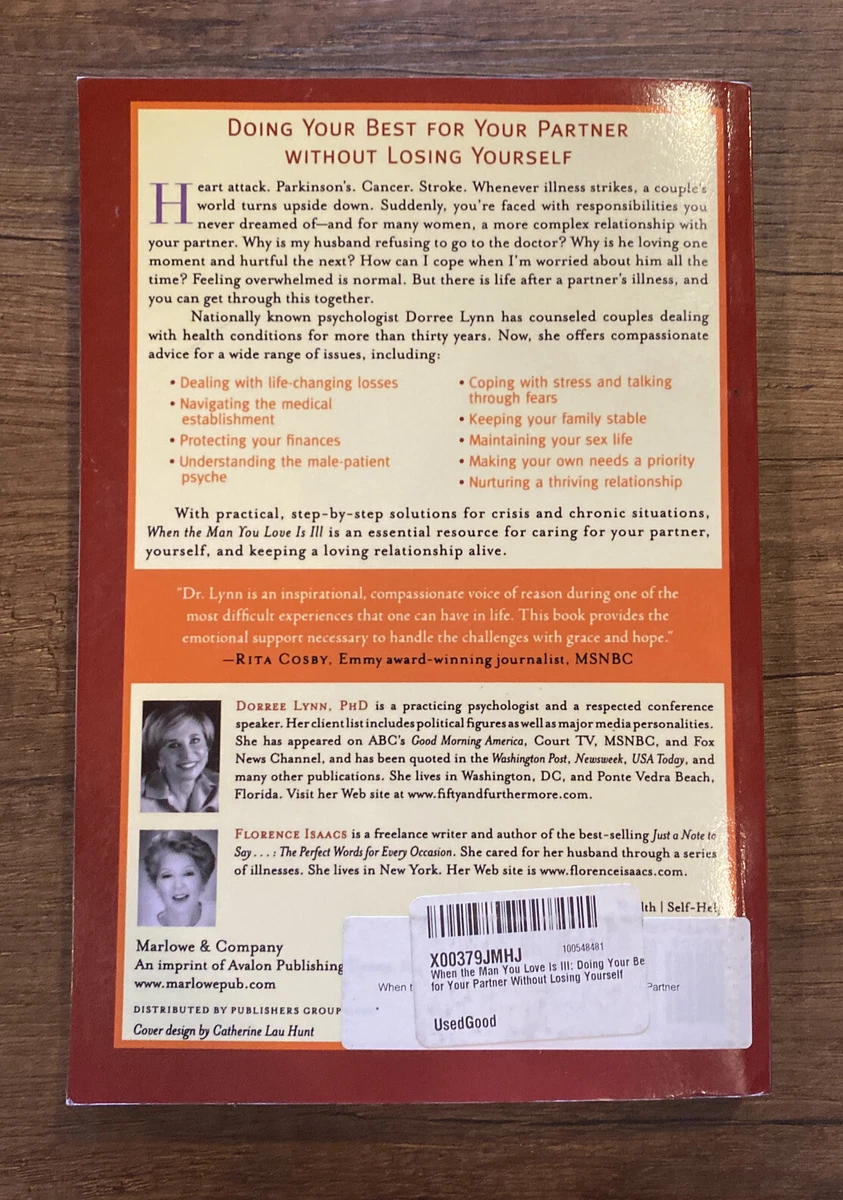 DOING YOUR BEST FOR YOUR PARTNER
WITHOUT LOSING YOURSELF
Heart attack. Parkinson's. Cancer. Stroke. Whenever illness strikes, a couple's
world turns upside down. Suddenly, you're faced with responsibilities you
never dreamed of—and for many women, a more complex relationship with
your partner. Why is my husband refusing to go to the doctor? Why is he loving one
moment and hurtful the next? How can I cope when I'm worried about him all the
time? Feeling overwhelmed is normal. But there is life after a partner's illness, and
you can get through this together.
Nationally known psychologist Dorree Lynn has counseled couples dealing
with health conditions for more than thirty years. Now, she offers compassionate
advice for a wide range of issues, including:
• Dealing with life-changing losses
• Navigating the medical
establishment
• Protecting your finances
• Understanding the male-patient
psyche
• Coping with stress and talking
through fears
• Keeping your family stable
• Maintaining your sex life
• Making your own needs a priority
• Nurturing a thriving relationship
With practical, step-by-step solutions for crisis and chronic situations,
When the Man You Love Is Ill is an essential resource for caring for your partner,
yourself, and keeping a loving relationship alive.
"Dr. Lynn is an inspirational, compassionate voice of reason during one of the
most difficult experiences that one can have in life. This book provides the
emotional support necessary to handle the challenges with grace and hope."
—RITA COSBY, Emmy award-winning journalist, MSNBC
DORREE LYNN, PHD is a practicing psychologist and a respected conference
speaker. Her client list includes political figures as well as major media personalities.
She has appeared on ABC's Good Morning America, Court TV, MSNBC, and Fox
News Channel, and has been quoted in the Washington Post, Newsweek, USA Today, and
many other publications. She lives in Washington, DC, and Ponte Vedra Beach,
Florida. Visit her Web site at www.fiftyandfurthermore.com.
FLORENCE ISAACS is a freelance writer and author of the best-selling Just a Note to
Say . . . : The Perfect Words for Every Occasion. She cared for her husband through a series
of illnesses. She lives in New York. Her Web site is www.florenceisaacs.com.
lth | Self-Hel
Marlowe & Company
An imprint of Avalon Publishing
www.marlowepub.com
DISTRIBUTED BY PUBLISHERS GROUP
Cover design by Catherine Lau Hunt
When t
Partner
X00379JMHJ 100548481
When the Man You Love Is Ill: Doing Your Be
for Your Partner Without Losing Yourself
UsedGood